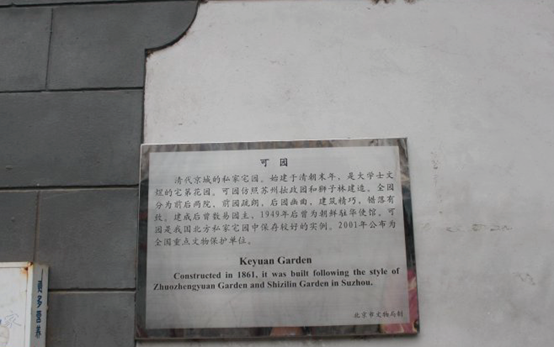 可 园
清代京城的私家宅园。始建于清朝末年，是大学士文
煜的宅第花园。可园仿照苏州拙政园和狮子林建造。全园
分为前后两院，前园疏朗，后园幽曲，建筑精巧，错落有
致。建成后曾数易园主。1949年后曾为朝鲜驻华使馆。可
园是我国北方私家宅园中保存较好的实例。2001年公布为
全国重点文物保护单位。
Keyuan Garden
Constructed in 1861, it was built following the style of
Zhuozhengyuan Garden and Shizilin Garden in Suzhou.
北京市文物局制
更多营养